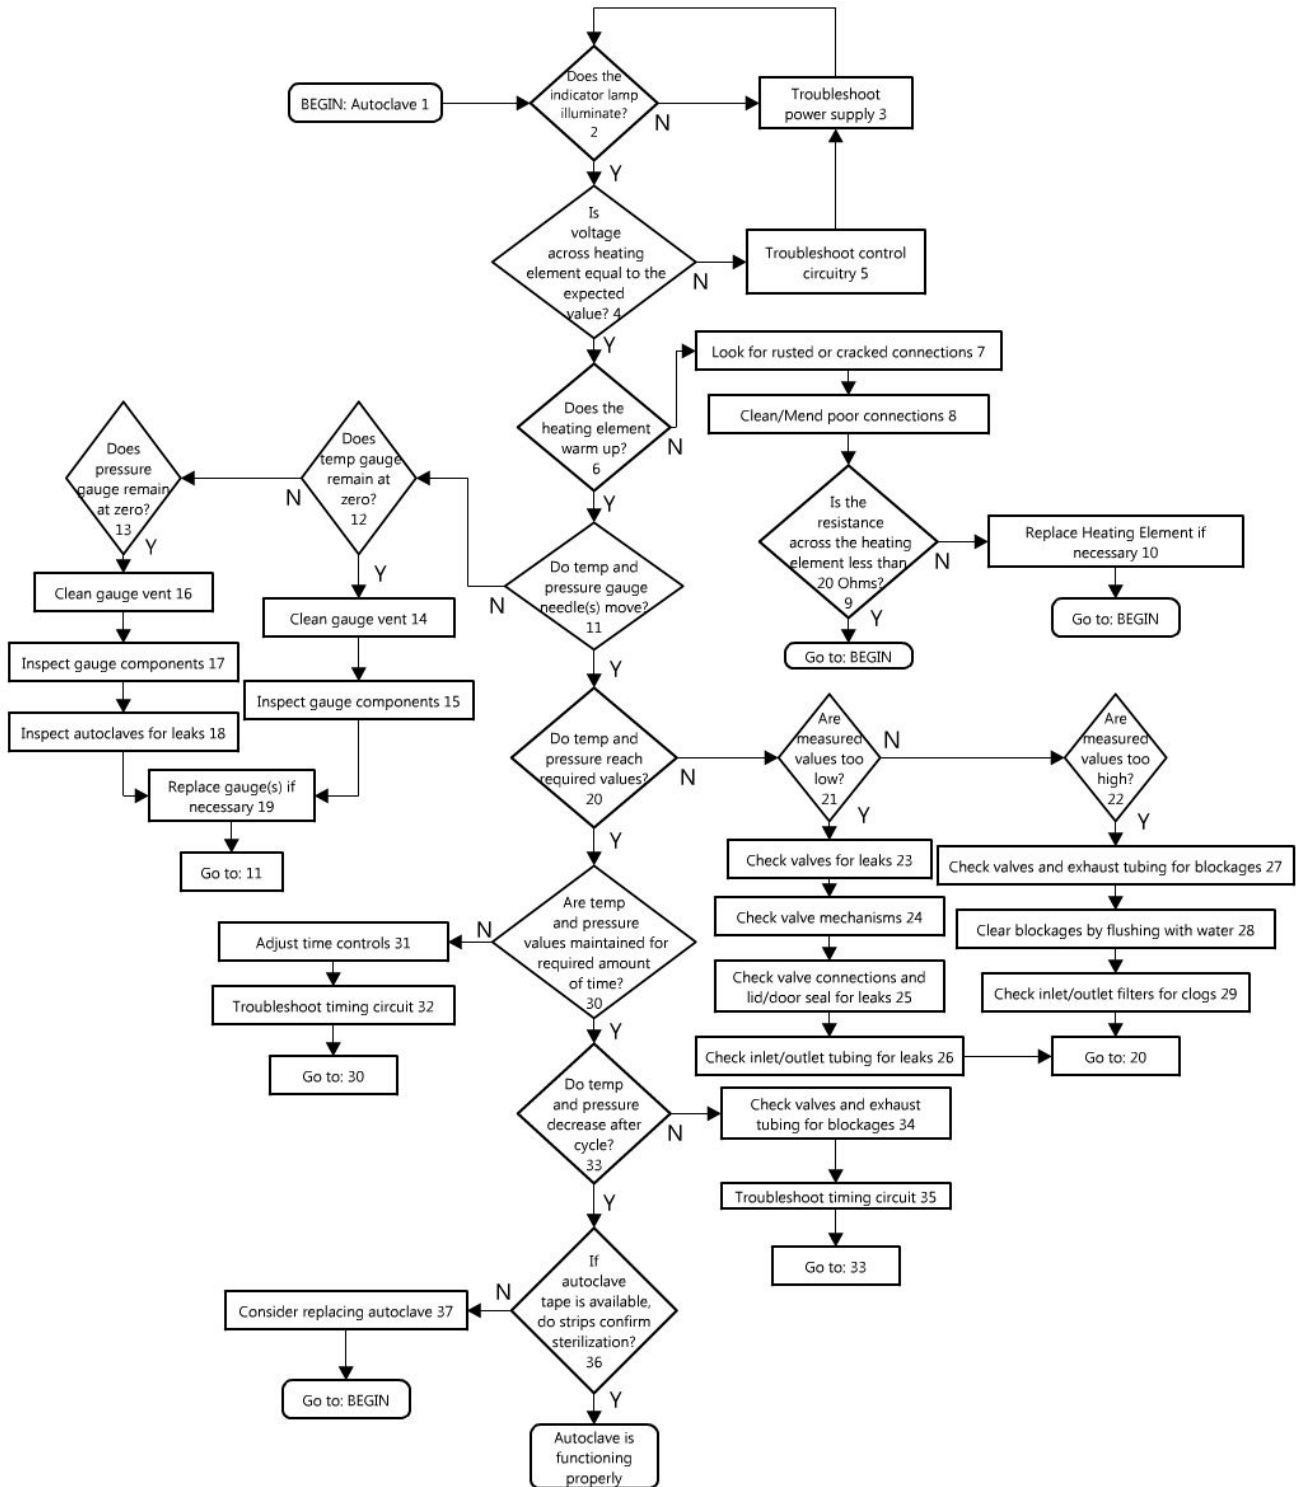 BEGIN: Autoclave 1
Does the
indicator lamp
illuminate?
2
N
Y
Troubleshoot
power supply 3
Is
voltage
across heating
element equal to the
expected
value? 4
N
Y
Troubleshoot control
circuitry 5
Does the
heating element
warm up?
6
N
Y
Look for rusted or cracked connections 7
Clean/Mend poor connections 8
Is the
resistance
across the heating
element less than
20 Ohms?
9
N
Y
Replace Heating Element if
necessary 10
Go to: BEGIN
Go to: BEGIN
Do temp and
pressure gauge
needle(s) move?
11
N
Y
Does
temp gauge
remain at
zero?
12
N
Y
Does
pressure
gauge remain
at zero?
13
Y
Clean gauge vent 14
Inspect gauge components 15
Clean gauge vent 16
Inspect gauge components 17
Inspect autoclaves for leaks 18
Replace gauge(s) if
necessary 19
Go to: 11
Do temp and
pressure reach
required values?
20
N
Y
Are
measured
values too
low?
21
N
Y
Are
measured
values too
high?
22
Y
Check valves for leaks 23
Check valve mechanisms 24
Check valve connections and
lid/door seal for leaks 25
Check inlet/outlet tubing for leaks 26
Check valves and exhaust tubing for blockages 27
Clear blockages by flushing with water 28
Check inlet/outlet filters for clogs 29
Go to: 20
Are temp
and pressure
values maintained for
required amount
of time?
30
N
Y
Adjust time controls 31
Troubleshoot timing circuit 32
Go to: 30
Do temp
and pressure
decrease after
cycle?
33
N
Y
Check valves and exhaust
tubing for blockages 34
Troubleshoot timing circuit 35
Go to: 33
If
autoclave
tape is available,
do strips confirm
sterilization?
36
N
Y
Consider replacing autoclave 37
Go to: BEGIN
Autoclave is
functioning
properly